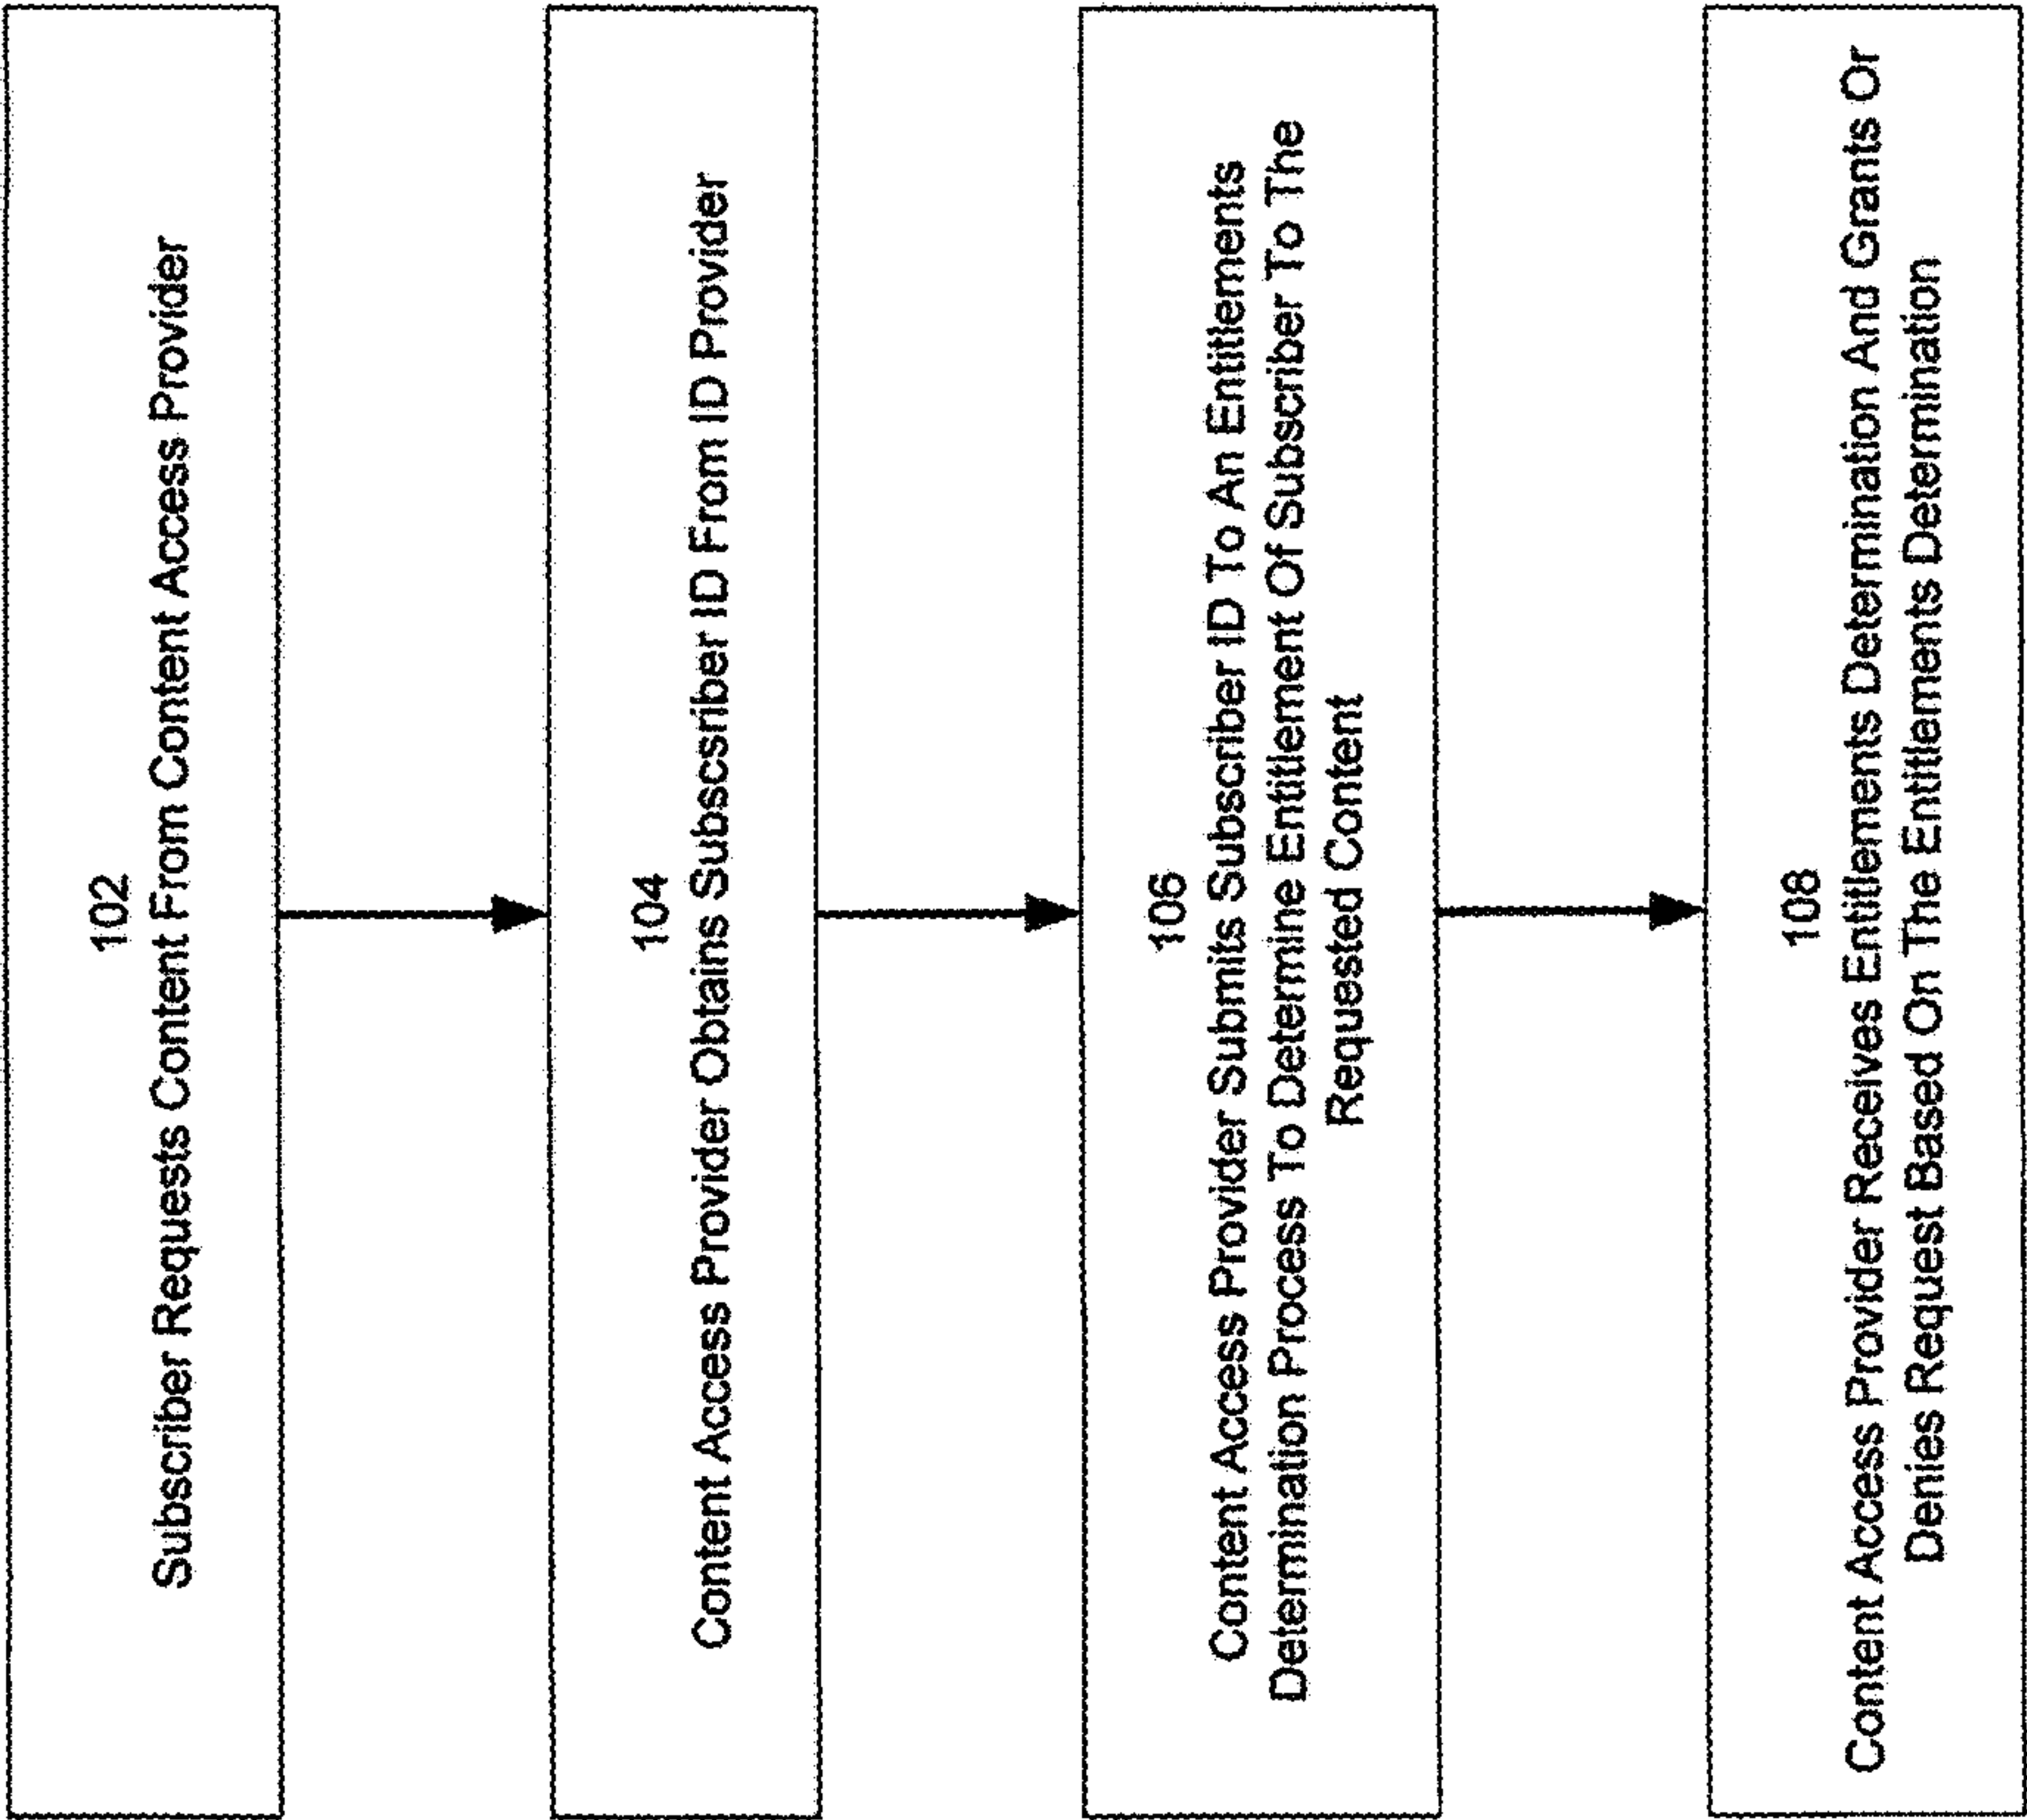 102
Subscriber Requests Content From Content Access Provider
104
Content Access Provider Obtains Subscsriber ID From ID Provider
106
Content Access Provider Submits Subscriber ID To An Entitlements
Determination Process To Determine Entitlement Of Subscriber To The
Requested Content
108
Content Access Provider Receives Entitlements Determination And Grants Or
Denies Request Based On The Entitlements Determination